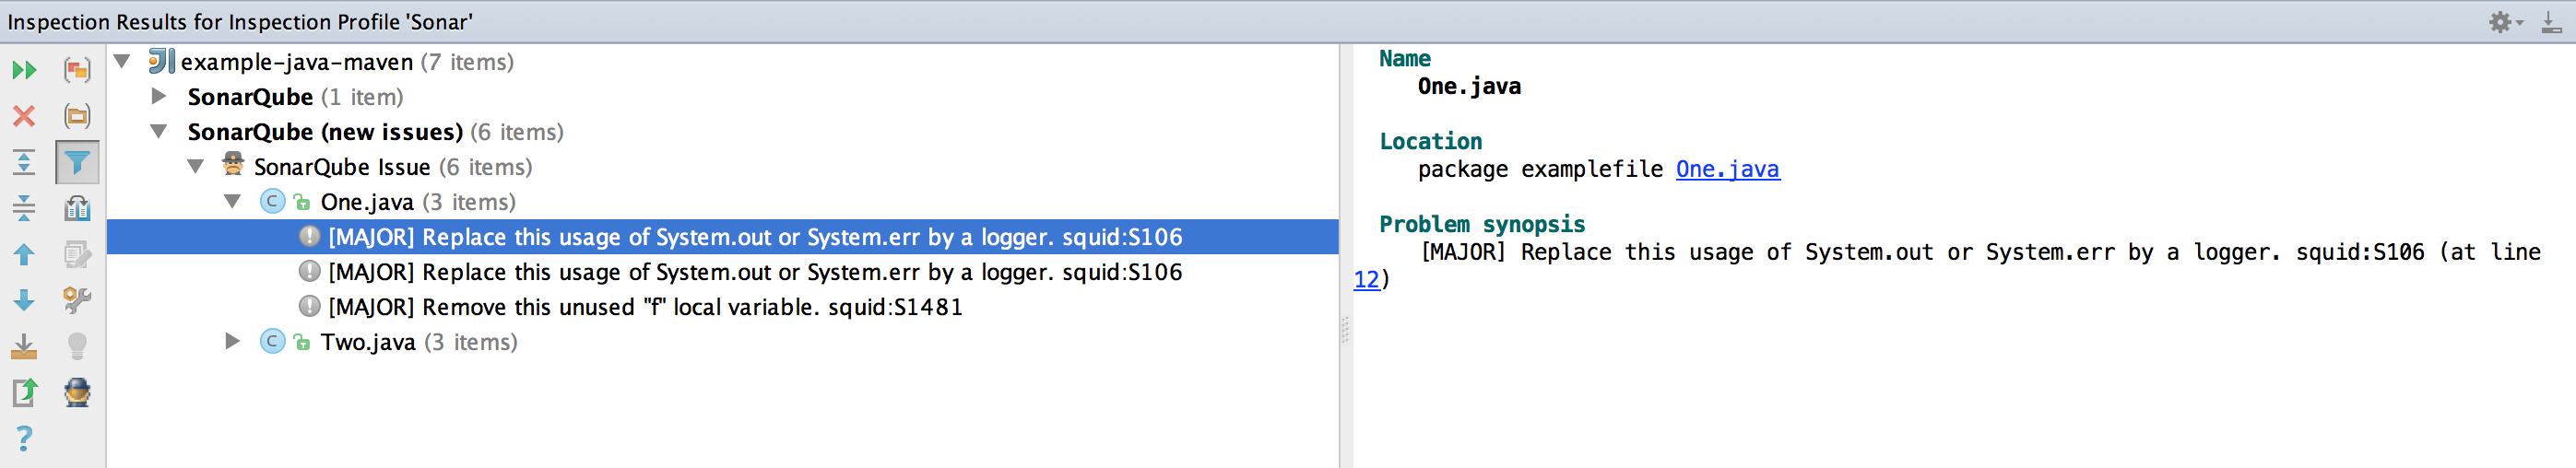 Inspection Results for Inspection Profile 'Sonar'
example-java-maven (7 items)
SonarQube (1 item)
SonarQube (new issues) (6 items)
SonarQube Issue (6 items)
C One.java (3 items)
[MAJOR] Replace this usage of System.out or System.err by a logger. squid:S106
[MAJOR] Replace this usage of System.out or System.err by a logger. squid:S106
[MAJOR] Remove this unused "f" local variable. squid:S1481
C Two.java (3 items)
Name
One.java
Location
package examplefile One.java
Problem synopsis
[MAJOR] Replace this usage of System.out or System.err by a logger. squid:S106 (at line
12)